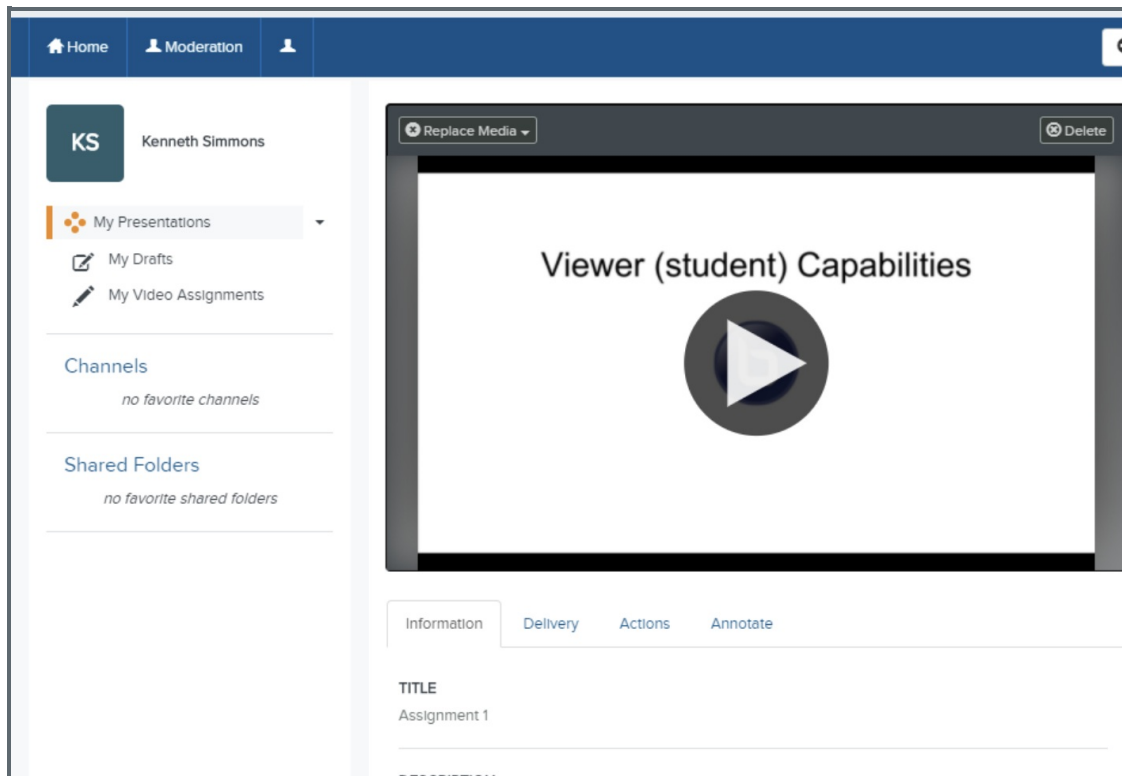 Home Moderation
KS Kenneth Simmons
My Presentations
My Drafts
My Video Assignments
Channels
no favorite channels
Shared Folders
no favorite shared folders
Replace Media Delete
Viewer (student) Capabilities
Information Delivery Actions Annotate
TITLE
Assignment 1
DESCRIPTION